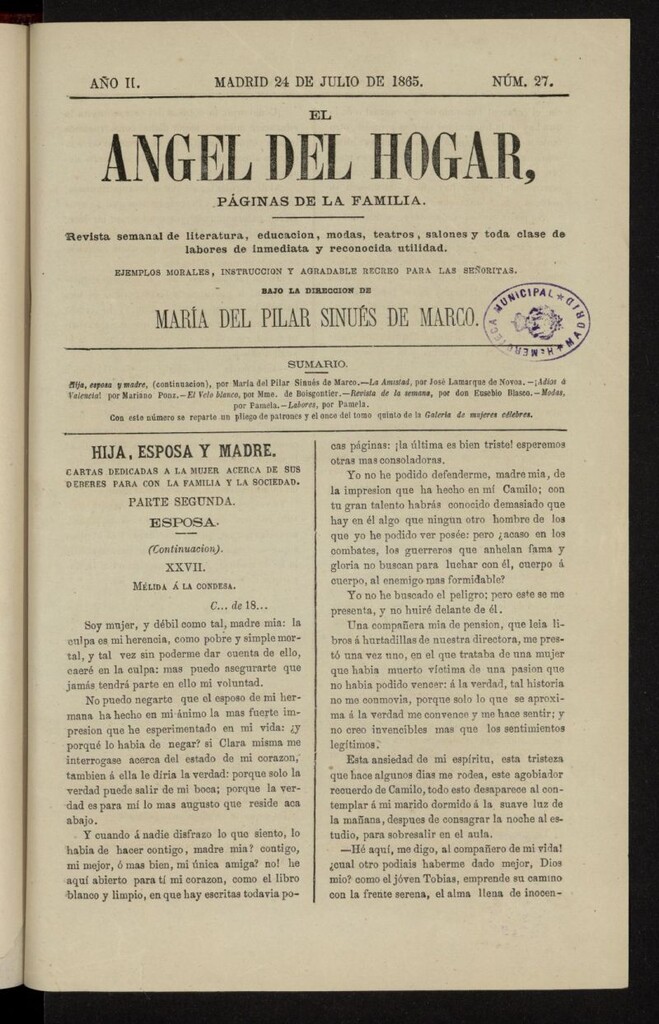 AÑO II. MADRID 24 DE JULIO DE 1865. NÚM. 27.
EL
ANGEL DEL HOGAR,
PÁGINAS DE LA FAMILIA.
Revista semanal de literatura, educacion, modas, teatros, salones y toda clase de
labores de inmediata y reconocida utilidad.
EJEMPLOS MORALES, INSTRUCCION Y AGRADABLE RECREO PARA LAS SEÑORITAS.
BAJO LA DIRECCION DE
MARÍA DEL PILAR SINUÉS DE MARCO.
HEMEROTECA MUNICIPAL * MADRID *
SUMARIO.
Hija, esposa y madre, (continuacion), por María del Pilar Sinués de Marco.—La Amistad, por José Lamarque de Novoa.—¡Adios á
Valencia! por Mariano Ponz.—El Velo blanco, por Mme. de Boisgontier.—Revista de la semana, por don Eusebio Blasco.—Modas,
por Pamela.—Labores, por Pamela.
Con este número se reparte un pliego de patrones y el once del tomo quinto de la Galería de mujeres célebres.
HIJA, ESPOSA Y MADRE.
CARTAS DEDICADAS A LA MUJER ACERCA DE SUS
DEBERES PARA CON LA FAMILIA Y LA SOCIEDAD.
PARTE SEGUNDA.
ESPOSA.
(Continuacion).
XXVII.
MÉLIDA Á LA CONDESA.
C... de 18...
Soy mujer, y débil como tal, madre mia: la
culpa es mi herencia, como pobre y simple mor-
tal, y tal vez sin poderme dar cuenta de ello,
caeré en la culpa: mas puedo asegurarte que
jamás tendrá parte en ello mi voluntad.
No puedo negarte que el esposo de mi her-
mana ha hecho en mi ánimo la mas fuerte im-
presion que he esperimentado en mi vida: ¿y
porqué lo habia de negar? si Clara misma me
interrogase acerca del estado de mi corazon,
tambien á ella le diria la verdad: porque solo la
verdad puede salir de mi boca; porque la ver-
dad es para mí lo mas augusto que reside aca
abajo.
Y cuando á nadie disfrazo lo que siento, lo
habia de hacer contigo, madre mia? contigo,
mi mejor, ó mas bien, mi única amiga? no! he
aquí abierto para tí mi corazon, como el libro
blanco y limpio, en que hay escritas todavia po-
cas páginas: ¡la última es bien triste! esperemos
otras mas consoladoras.
Yo no he podido defenderme, madre mia, de
la impresion que ha hecho en mí Camilo; con
tu gran talento habrás conocido demasiado que
hay en él algo que ningun otro hombre de los
que yo he podido ver posée: pero ¿acaso en los
combates, los guerreros que anhelan fama y
gloria no buscan para luchar con él, cuerpo á
cuerpo, al enemigo mas formidable?
Yo no he buscado el peligro; pero este se me
presenta, y no huiré delante de él.
Una compañera mia de pension, que leia li-
bros á hurtadillas de nuestra directora, me pres-
tó una vez uno, en el que trataba de una mujer
que habia muerto víctima de una pasion que
no habia podido vencer: á la verdad, tal historia
no me conmovia, porque solo lo que se aproxi-
ma á la verdad me convence y me hace sentir; y
no creo invencibles mas que los sentimientos
legítimos.
Esta ansiedad de mi espíritu, esta tristeza
que hace algunos dias me rodea, este agobiador
recuerdo de Camilo, todo esto desaparece al con-
templar á mi marido dormido á la suave luz de
la mañana, despues de consagrar la noche al es-
tudio, para sobresalir en el aula.
—Hé aquí, me digo, al compañero de mi vida!
¿cual otro podiais haberme dado mejor, Dios
mio? como el jóven Tobias, emprende su camino
con la frente serena, el alma llena de inocen-